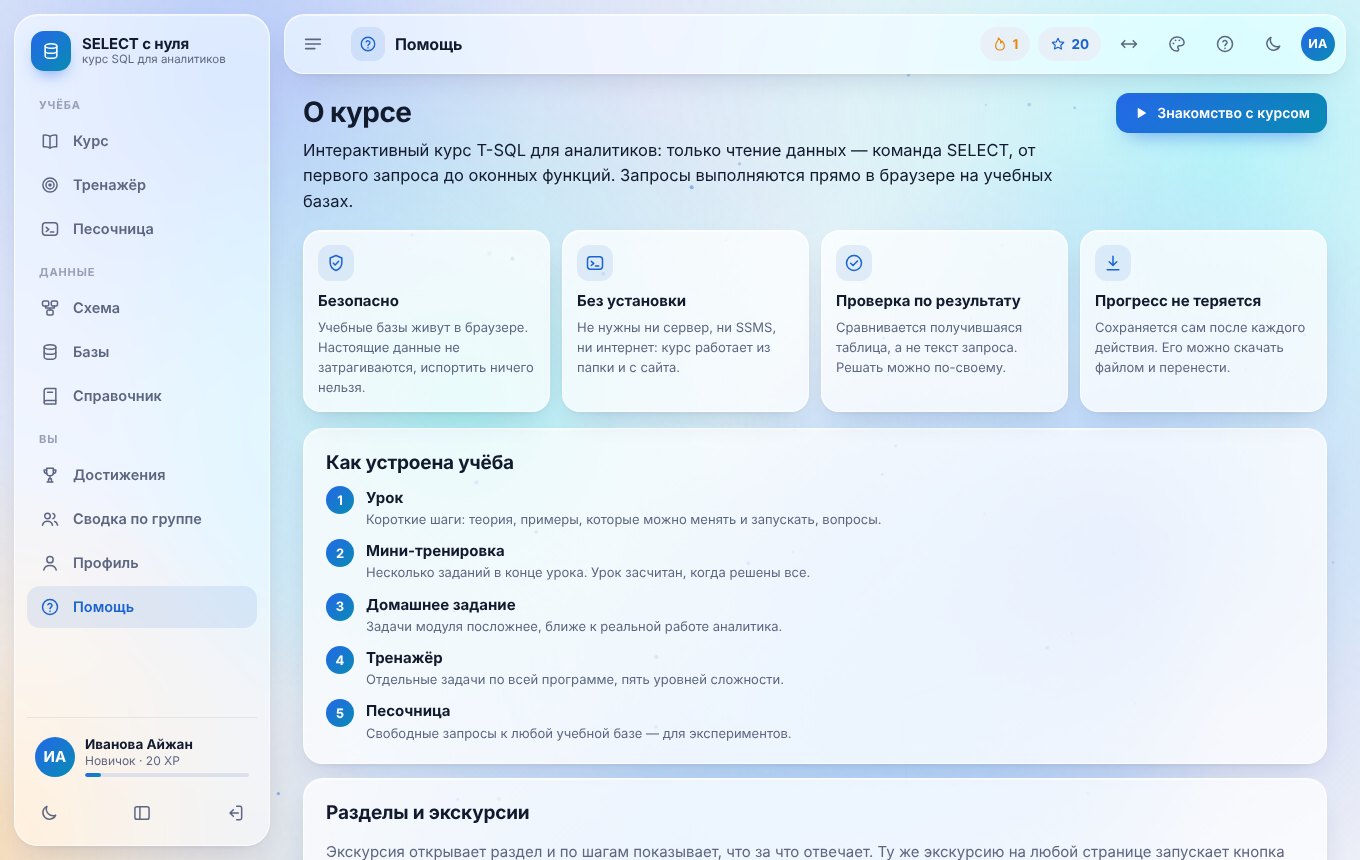 SELECT с нуля
курс SQL для аналитиков
УЧЁБА
Курс
Тренажёр
Песочница
ДАННЫЕ
Схема
Базы
Справочник
ВЫ
Достижения
Сводка по группе
Профиль
Помощь
Иванова Айжан
ИА
Новичок · 20 XP
Помощь
1
20
ИА
О курсе
Знакомство с курсом
Интерактивный курс T-SQL для аналитиков: только чтение данных — команда SELECT, от
первого запроса до оконных функций. Запросы выполняются прямо в браузере на учебных
базах.
Безопасно
Учебные базы живут в браузере.
Настоящие данные не
затрагиваются, испортить ничего
нельзя.
Без установки
Не нужны ни сервер, ни SSMS,
ни интернет: курс работает из
папки и с сайта.
Проверка по результату
Сравнивается получившаяся
таблица, а не текст запроса.
Решать можно по-своему.
Прогресс не теряется
Сохраняется сам после каждого
действия. Его можно скачать
файлом и перенести.
Как устроена учёба
1 Урок
Короткие шаги: теория, примеры, которые можно менять и запускать, вопросы.
2 Мини-тренировка
Несколько заданий в конце урока. Урок засчитан, когда решены все.
3 Домашнее задание
Задачи модуля посложнее, ближе к реальной работе аналитика.
4 Тренажёр
Отдельные задачи по всей программе, пять уровней сложности.
5 Песочница
Свободные запросы к любой учебной базе — для экспериментов.
Разделы и экскурсии
Экскурсия открывает раздел и по шагам показывает, что за что отвечает. Ту же экскурсию на любой странице запускает кнопка